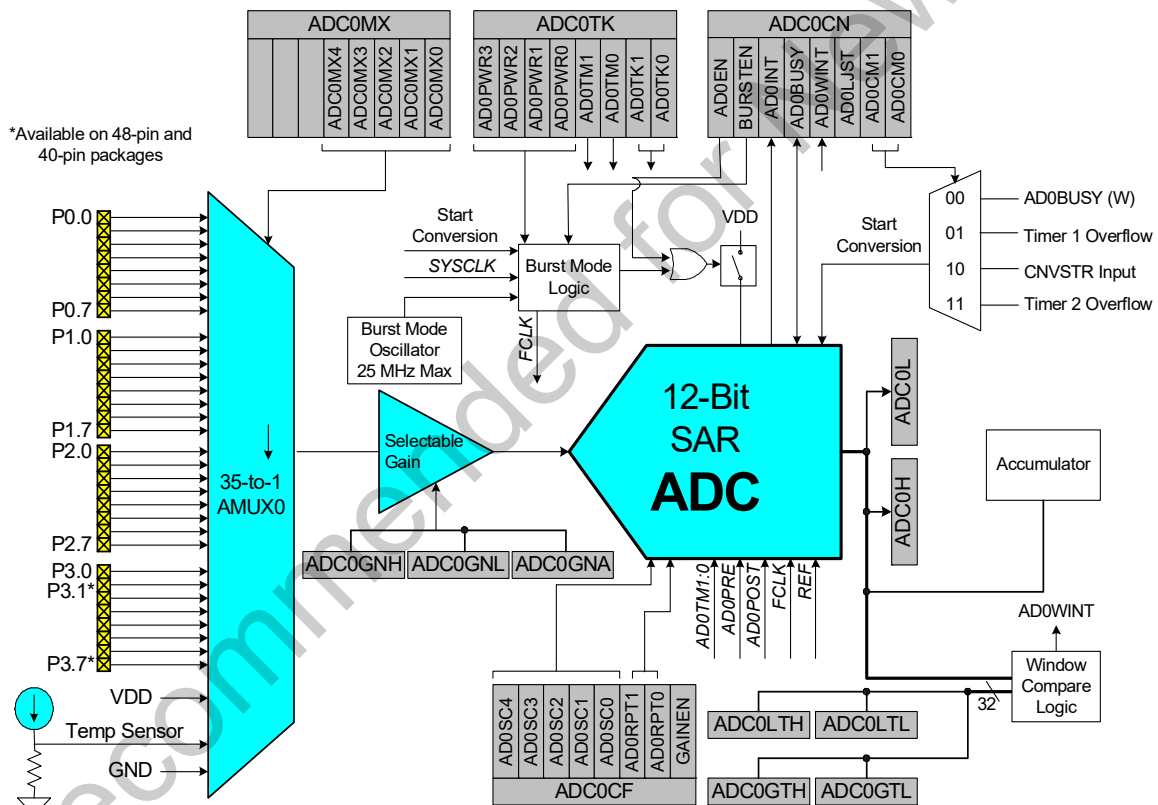 ADC0MX
ADC0MX4
ADC0MX3
ADC0MX2
ADC0MX1
ADC0MX0
ADC0TK
AD0PWR3
AD0PWR2
AD0PWR1
AD0PWR0
AD0TM1
AD0TM0
AD0TK1
AD0TK0
ADC0CN
AD0EN
BURSTEN
AD0INT
AD0BUSY
AD0WINT
AD0LJST
AD0CM1
AD0CM0
*Available on 48-pin and
40-pin packages
P0.0
P0.7
P1.0
P1.7
P2.0
P2.7
P3.0
P3.1*
P3.7*
VDD
Temp Sensor
GND
35-to-1
AMUX0
Start
Conversion
SYSCLK
Burst Mode
Logic
Burst Mode
Oscillator
25 MHz Max
FCLK
VDD
Start
Conversion
00
01
10
11
AD0BUSY (W)
Timer 1 Overflow
CNVSTR Input
Timer 2 Overflow
Selectable
Gain
ADC0GNH
ADC0GNL
ADC0GNA
12-Bit
SAR
ADC
ADC0L
ADC0H
Accumulator
AD0TM1:0
AD0PRE
AD0POST
FCLK
REF
AD0WINT
Window
Compare
Logic
32
AD0SC4
AD0SC3
AD0SC2
AD0SC1
AD0SC0
AD0RPT1
AD0RPT0
GAINEN
ADC0CF
ADC0LTH
ADC0LTL
ADC0GTH
ADC0GTL
ecommended for New